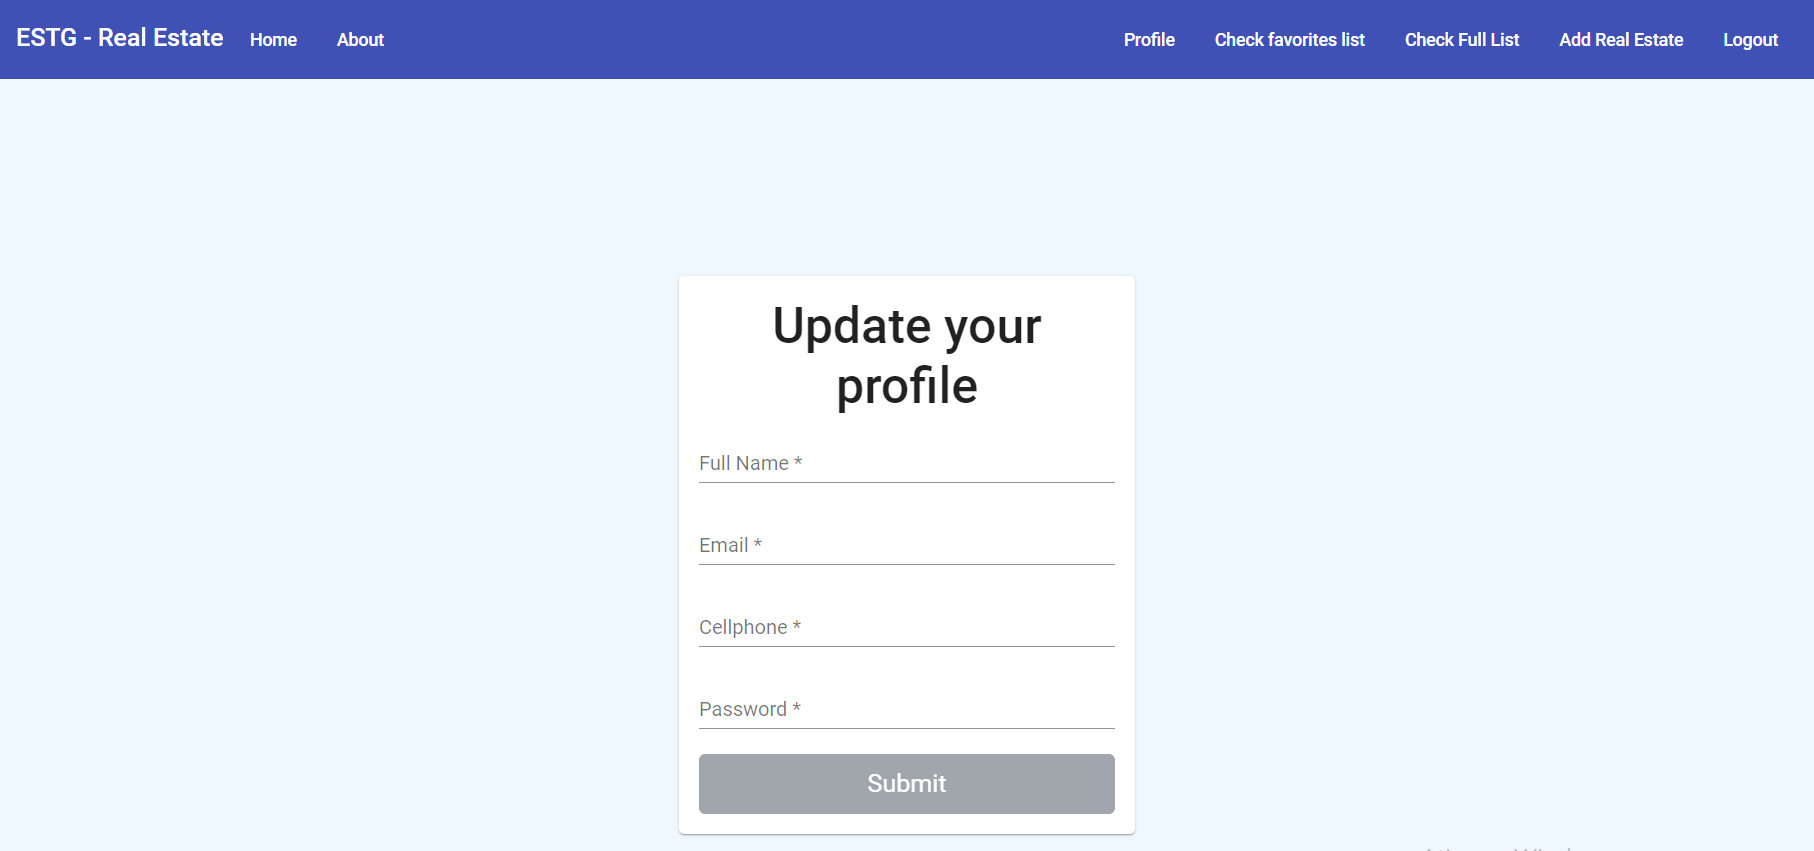 ESTG - Real Estate Home About Profile Check favorites list Check Full List Add Real Estate Logout
Update your
profile
Full Name *
Email *
Cellphone *
Password *
Submit